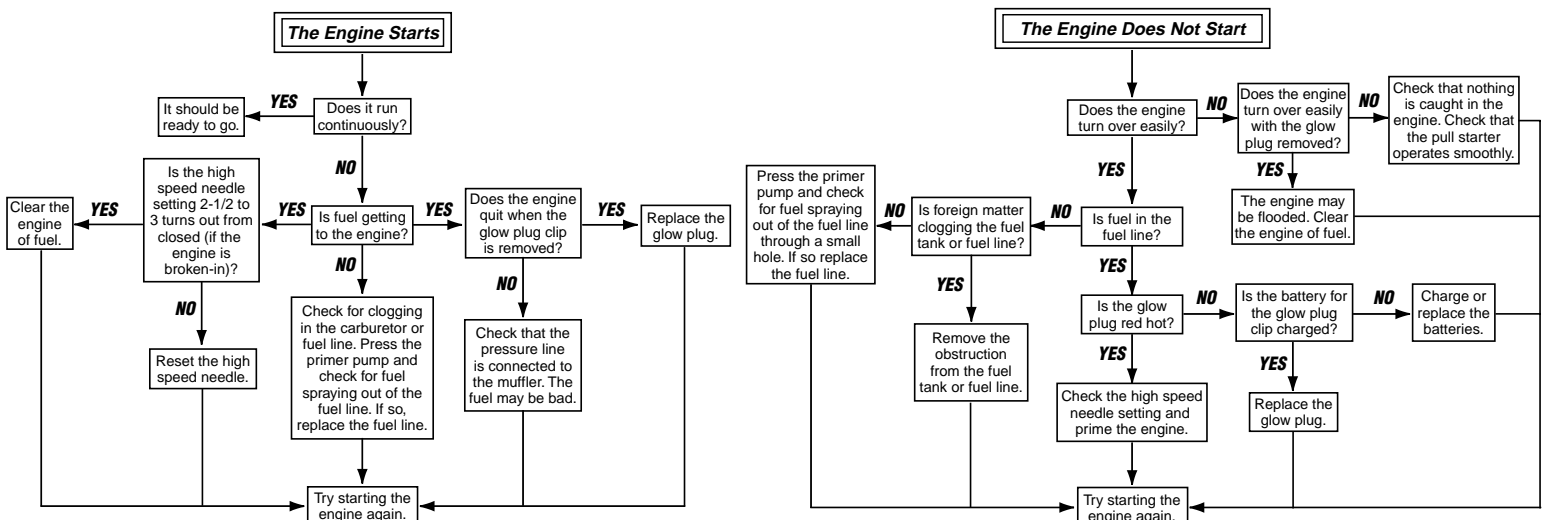 The Engine Starts
Does it run
continuously?
YES
It should be
ready to go.
NO
Is fuel getting
to the engine?
YES
Is the high
speed needle
setting 2-1/2 to
3 turns out from
closed (if the
engine is
broken-in)?
YES
Clear the
engine
of fuel.
NO
Reset the high
speed needle.
YES
Does the engine
quit when the
glow plug clip
is removed?
YES
Replace the
glow plug.
NO
Check that the
pressure line
is connected to
the muffler. The
fuel may be bad.
NO
Check for clogging
in the carburetor or
fuel line. Press the
primer pump and
check for fuel
spraying out of the
fuel line. If so,
replace the fuel line.
Try starting the
engine again.
The Engine Does Not Start
Does the engine
turn over easily?
NO
Does the engine
turn over easily
with the glow
plug removed?
NO
Check that nothing
is caught in the
engine. Check that
the pull starter
operates smoothly.
YES
The engine may
be flooded. Clear
the engine of fuel.
YES
Is fuel in the
fuel line?
NO
Is foreign matter
clogging the fuel
tank or fuel line?
NO
Press the primer
pump and check
for fuel spraying
out of the fuel line
through a small
hole. If so replace
the fuel line.
YES
Remove the
obstruction
from the fuel
tank or fuel line.
YES
Is the glow
plug red hot?
NO
Is the battery for
the glow plug
clip charged?
NO
Charge or
replace the
batteries.
YES
Replace the
glow plug.
YES
Check the high speed
needle setting and
prime the engine.
Try starting the
engine again.